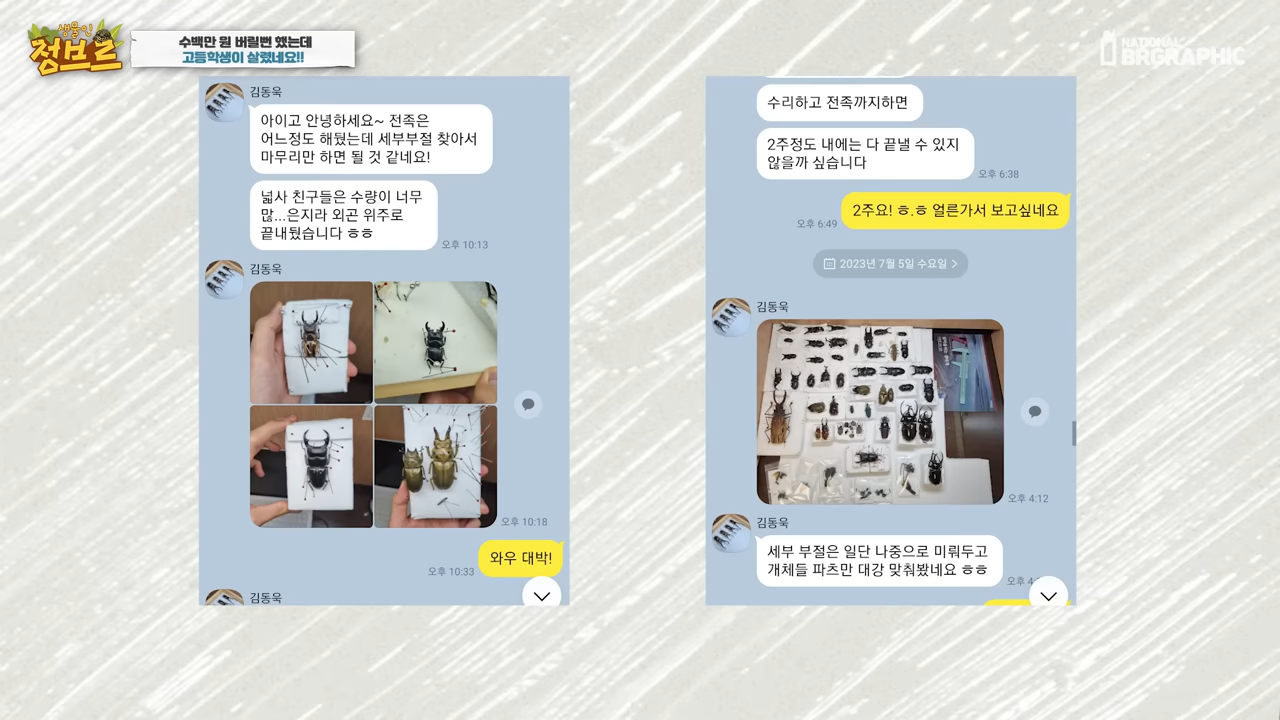 생물인
정브르
수백만 원 버릴뻔 했는데
고등학생이 살렸네요!!
NATIONAL
BRGRAPHIC
김동욱
아이고 안녕하세요~ 전족은
어느정도 해뒀는데 세부부절 찾아서
마무리만 하면 될 것 같네요!
넓사 친구들은 수량이 너무
많...은지라 외곤 위주로
끝내뒀습니다 ㅎㅎ
오후 10:13
김동욱
오후 10:18
와우 대박!
오후 10:33
김동욱
수리하고 전족까지하면
2주정도 내에는 다 끝낼 수 있지
않을까 싶습니다
오후 6:38
2주요! ㅎ.ㅎ 얼른가서 보고싶네요
오후 6:49
2023년 7월 5일 수요일
김동욱
오후 4:12
김동욱
세부 부절은 일단 나중으로 미뤄두고
개체들 파츠만 대강 맞춰봤네요 ㅎㅎ
오후